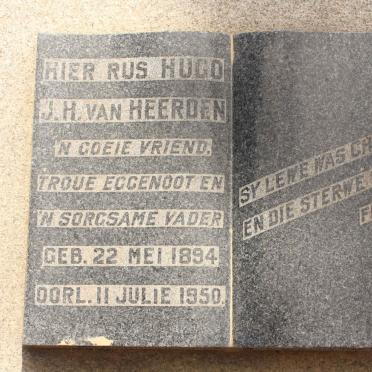 HIER RUS HUGO
J.H. VAN HEERDEN
'N GOEIE VRIEND,
TROUE EGGENOOT EN
'N SORGSAME VADER
GEB. 22 MEI 1894
OORL. 11 JULIE 1950.
SY LEWE WAS
EN DIE STERWE